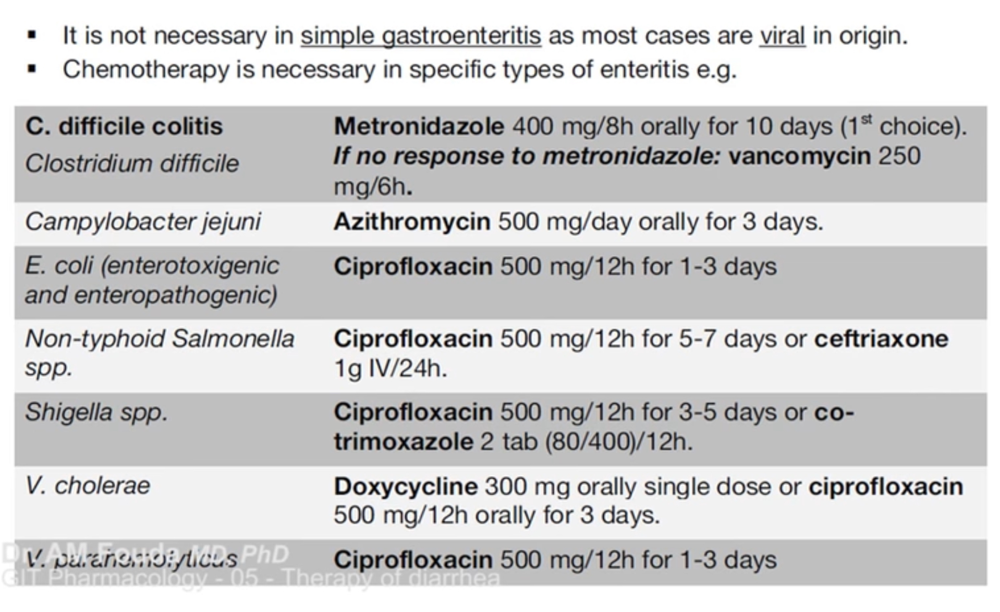 ▪ It is not necessary in simple gastroenteritis as most cases are viral in origin.
▪ Chemotherapy is necessary in specific types of enteritis e.g.
C. difficile colitis
Clostridium difficile
Metronidazole 400 mg/8h orally for 10 days (1st choice).
If no response to metronidazole: vancomycin 250
mg/6h.
Campylobacter jejuni
Azithromycin 500 mg/day orally for 3 days.
E. coli (enterotoxigenic
and enteropathogenic)
Ciprofloxacin 500 mg/12h for 1-3 days
Non-typhoid Salmonella
spp.
Ciprofloxacin 500 mg/12h for 5-7 days or ceftriaxone
1g IV/24h.
Shigella spp.
Ciprofloxacin 500 mg/12h for 3-5 days or co-
trimoxazole 2 tab (80/400)/12h.
V. cholerae
Doxycycline 300 mg orally single dose or ciprofloxacin
500 mg/12h orally for 3 days.
V. parahemolyticus
Ciprofloxacin 500 mg/12h for 1-3 days
Dr. AM Fouda MD, PhD
GIT Pharmacology - 05 - Therapy of diarrhea